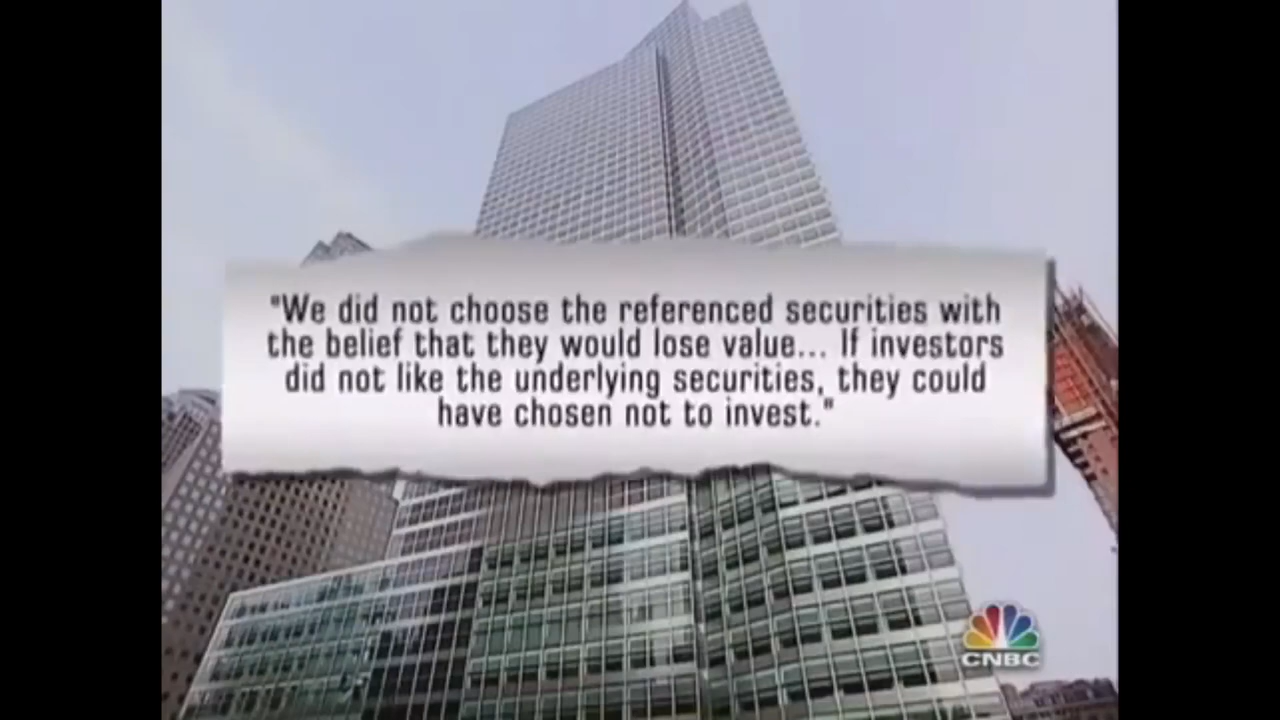 "We did not choose the referenced securities with
the belief that they would lose value... If investors
did not like the underlying securities, they could
have chosen not to invest."
CNBC